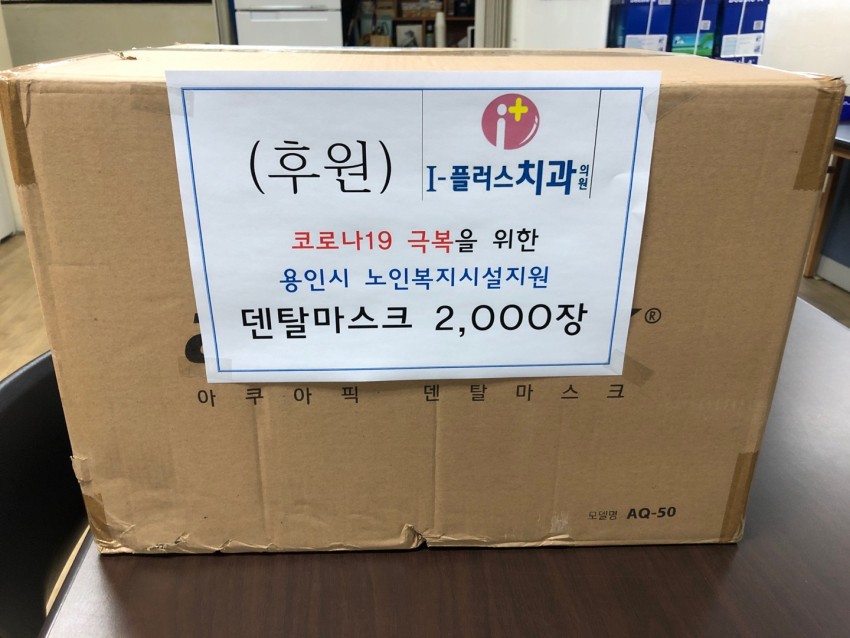 (후원)
i+
I-플러스치과의원
코로나19 극복을 위한
용인시 노인복지시설지원
덴탈마스크 2,000장
®
아쿠아픽 덴탈마스크
모델명 AQ-50